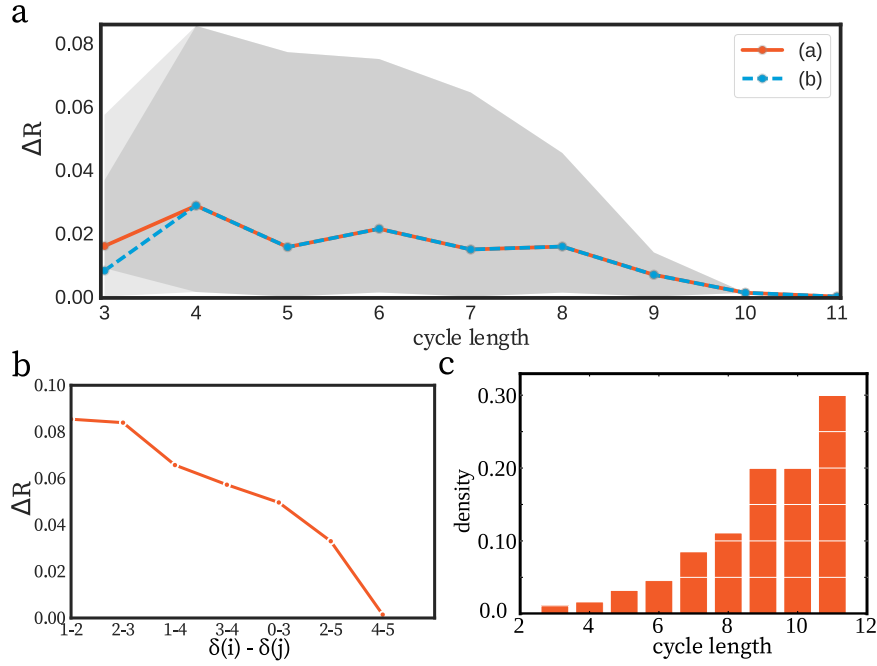 a
0.08
0.06
0.04
0.02
0.00
ΔR
(a)
(b)
3 4 5 6 7 8 9 10 11
cycle length
b
0.10
0.08
0.06
0.04
0.02
0.00
ΔR
1-2 2-3 1-4 3-4 0-3 2-5 4-5
δ(i) - δ(j)
c
0.30
0.20
0.10
0.0
density
2 4 6 8 10 12
cycle length